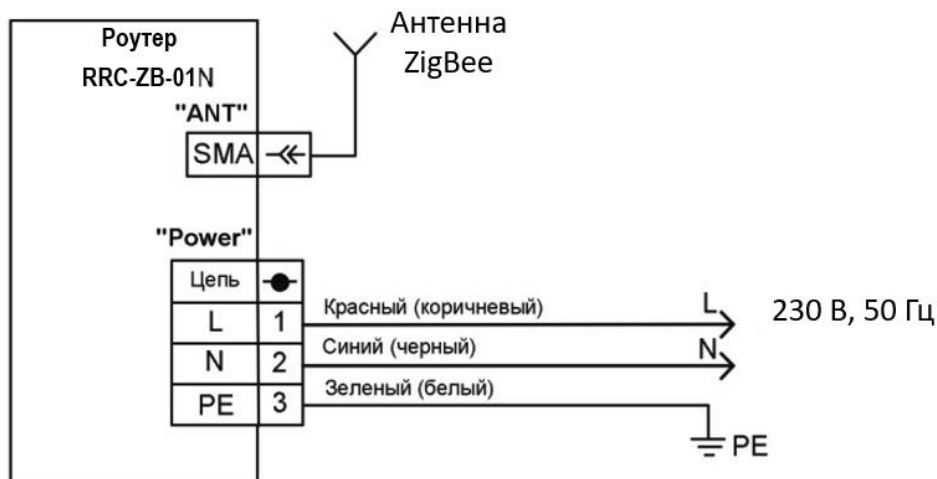 Роутер
RRC-ZB-01N
Антенна
ZigBee
"ANT"
SMA
"Power"
Цепь
L 1 Красный (коричневый) L 230 В, 50 Гц
N 2 Синий (черный) N
PE 3 Зеленый (белый)
PE